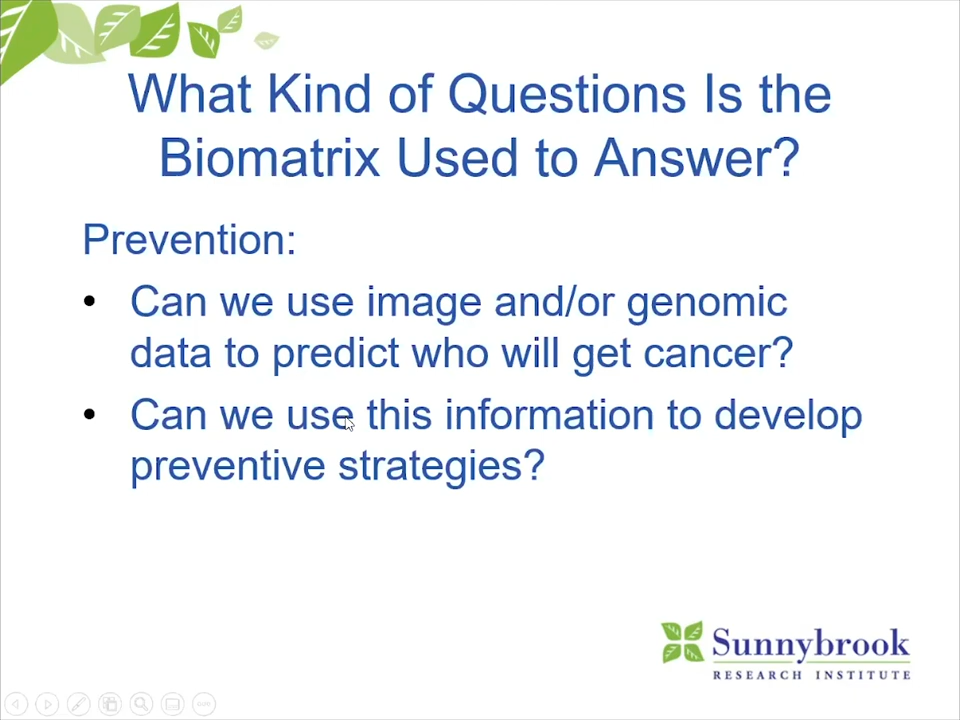 What Kind of Questions Is the
Biomatrix Used to Answer?
Prevention:
• Can we use image and/or genomic
data to predict who will get cancer?
• Can we use this information to develop
preventive strategies?
Sunnybrook
RESEARCH INSTITUTE